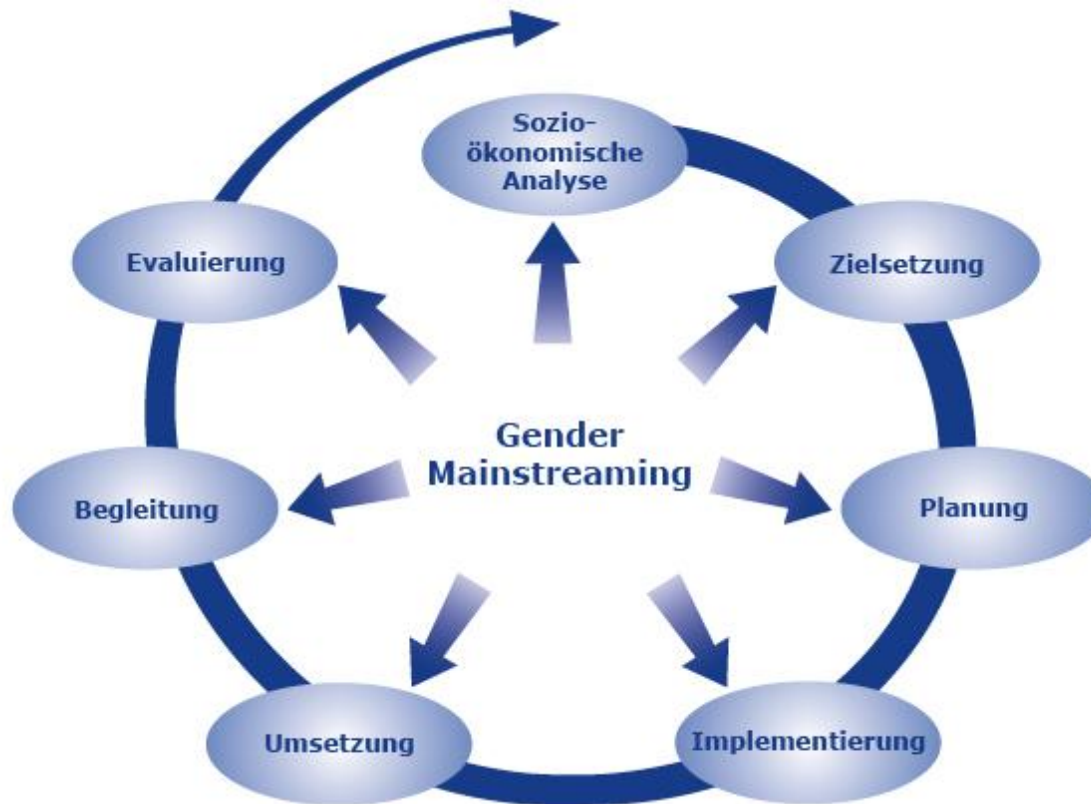 Sozio-
ökonomische
Analyse
Zielsetzung
Planung
Implementierung
Umsetzung
Begleitung
Evaluierung
Gender
Mainstreaming